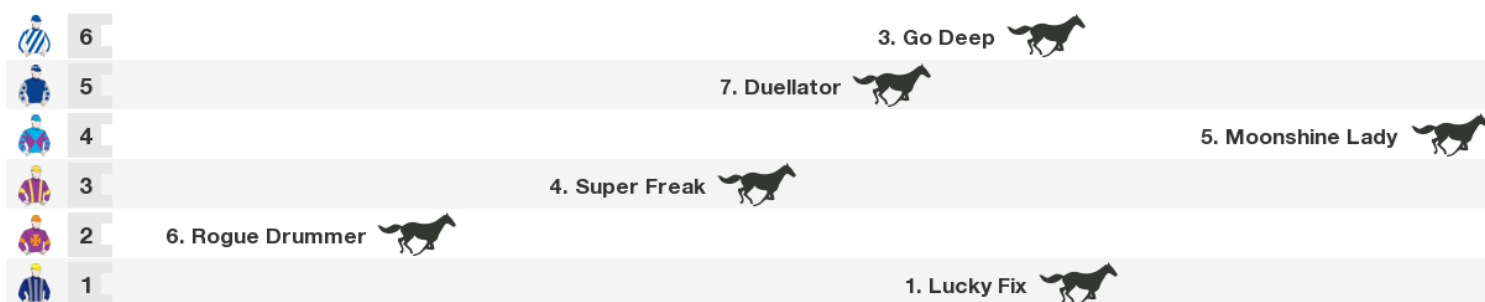 6 3. Go Deep
5 7. Duellator
4 5. Moonshine Lady
3 4. Super Freak
2 6. Rogue Drummer
1 1. Lucky Fix